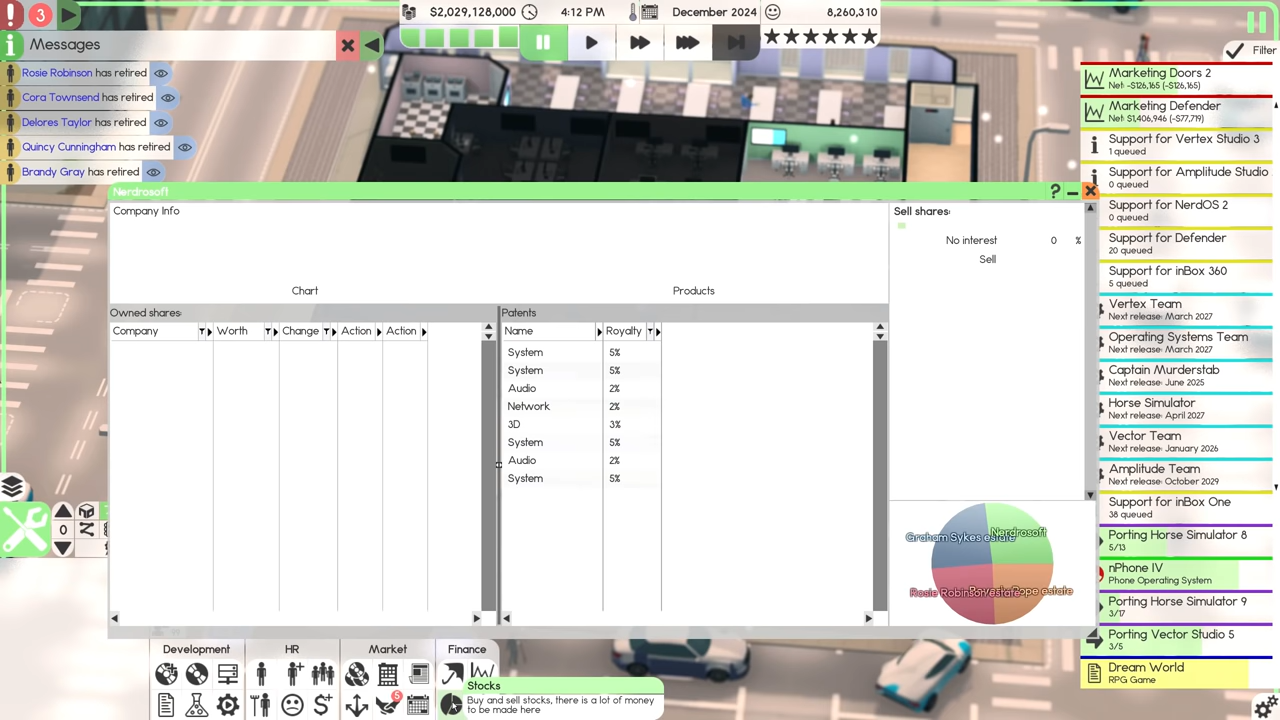 3
$2,029,128,000
4:12 PM
December 2024
8,260,310
Messages
Filter
Rosie Robinson has retired
Cora Townsend has retired
Delores Taylor has retired
Quincy Cunningham has retired
Brandy Gray has retired
Nerdrosoft
?
Company Info
Chart
Products
Sell shares:
No interest 0 %
Sell
Owned shares:
Company Worth Change Action Action
Patents
Name Royalty
System 5%
System 5%
Audio 2%
Network 2%
3D 3%
System 5%
Audio 2%
System 5%
Graham Sykes estate
Nerdrosoft
Rosie Robinson estate
estate
Marketing Doors 2
Net: -$126,165 (-$126,165)
Marketing Defender
Net: $1,406,946 (-$77,719)
Support for Vertex Studio 3
1 queued
Support for Amplitude Studio
0 queued
Support for NerdOS 2
0 queued
Support for Defender
20 queued
Support for inBox 360
5 queued
Vertex Team
Next release: March 2027
Operating Systems Team
Next release: March 2027
Captain Murderstab
Next release: June 2025
Horse Simulator
Next release: April 2027
Vector Team
Next release: January 2026
Amplitude Team
Next release: October 2029
Support for inBox One
38 queued
Porting Horse Simulator 8
5/13
nPhone IV
Phone Operating System
Porting Horse Simulator 9
3/17
Porting Vector Studio 5
3/5
Dream World
RPG Game
0
Development
HR
Market
Finance
5
Stocks
Buy and sell stocks, there is a lot of money
to be made here